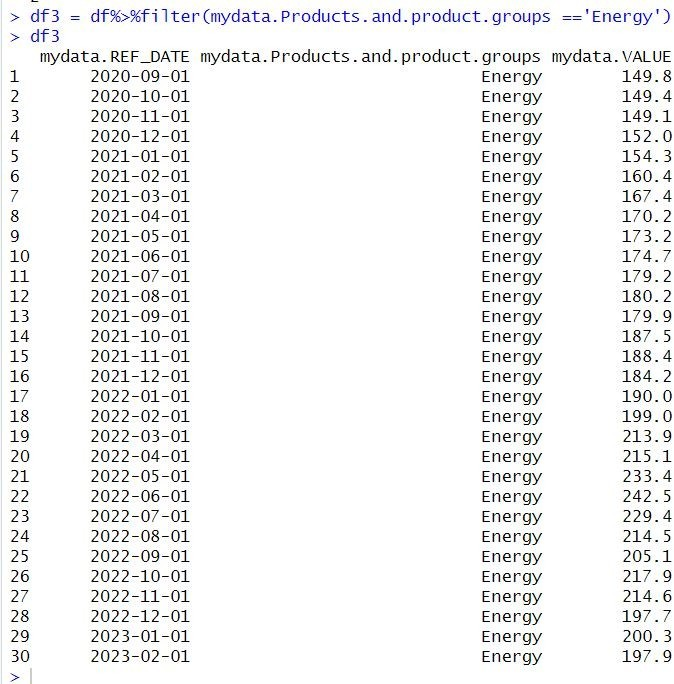 > df3 = df%>%filter(mydata.Products.and.product.groups =='Energy')
> df3
mydata.REF_DATE mydata.Products.and.product.groups mydata.VALUE
1 2020-09-01 Energy 149.8
2 2020-10-01 Energy 149.4
3 2020-11-01 Energy 149.1
4 2020-12-01 Energy 152.0
5 2021-01-01 Energy 154.3
6 2021-02-01 Energy 160.4
7 2021-03-01 Energy 167.4
8 2021-04-01 Energy 170.2
9 2021-05-01 Energy 173.2
10 2021-06-01 Energy 174.7
11 2021-07-01 Energy 179.2
12 2021-08-01 Energy 180.2
13 2021-09-01 Energy 179.9
14 2021-10-01 Energy 187.5
15 2021-11-01 Energy 188.4
16 2021-12-01 Energy 184.2
17 2022-01-01 Energy 190.0
18 2022-02-01 Energy 199.0
19 2022-03-01 Energy 213.9
20 2022-04-01 Energy 215.1
21 2022-05-01 Energy 233.4
22 2022-06-01 Energy 242.5
23 2022-07-01 Energy 229.4
24 2022-08-01 Energy 214.5
25 2022-09-01 Energy 205.1
26 2022-10-01 Energy 217.9
27 2022-11-01 Energy 214.6
28 2022-12-01 Energy 197.7
29 2023-01-01 Energy 200.3
30 2023-02-01 Energy 197.9
>